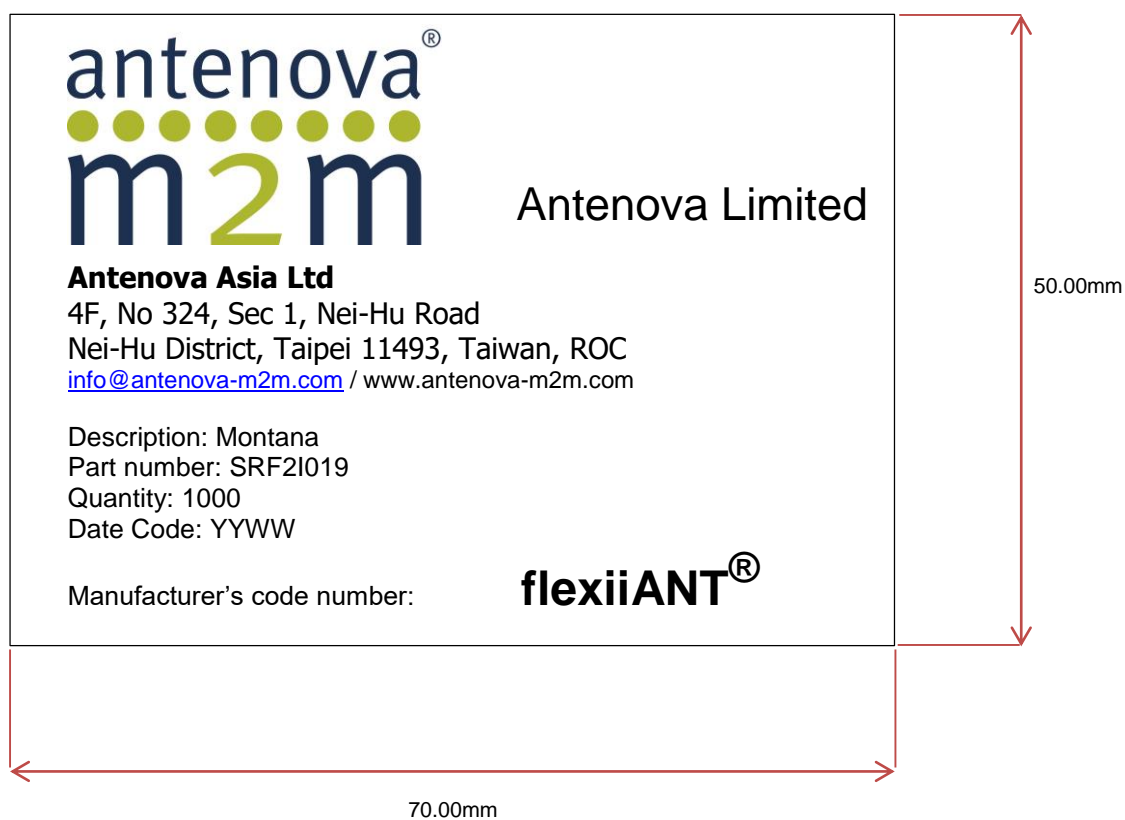 antenova®
m2m
Antenova Limited
Antenova Asia Ltd
4F, No 324, Sec 1, Nei-Hu Road
Nei-Hu District, Taipei 11493, Taiwan, ROC
info@antenova-m2m.com / www.antenova-m2m.com
Description: Montana
Part number: SRF2I019
Quantity: 1000
Date Code: YYWW
Manufacturer’s code number:
flexiiANT®
50.00mm
70.00mm